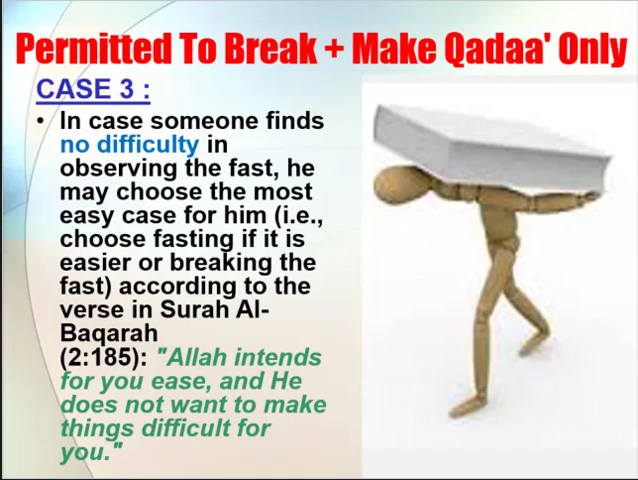 Permitted To Break + Make Qadaa' Only
CASE 3 :
• In case someone finds
no difficulty in
observing the fast, he
may choose the most
easy case for him (i.e.,
choose fasting if it is
easier or breaking the
fast) according to the
verse in Surah Al-
Baqarah
(2:185): "Allah intends
for you ease, and He
does not want to make
things difficult for
you."